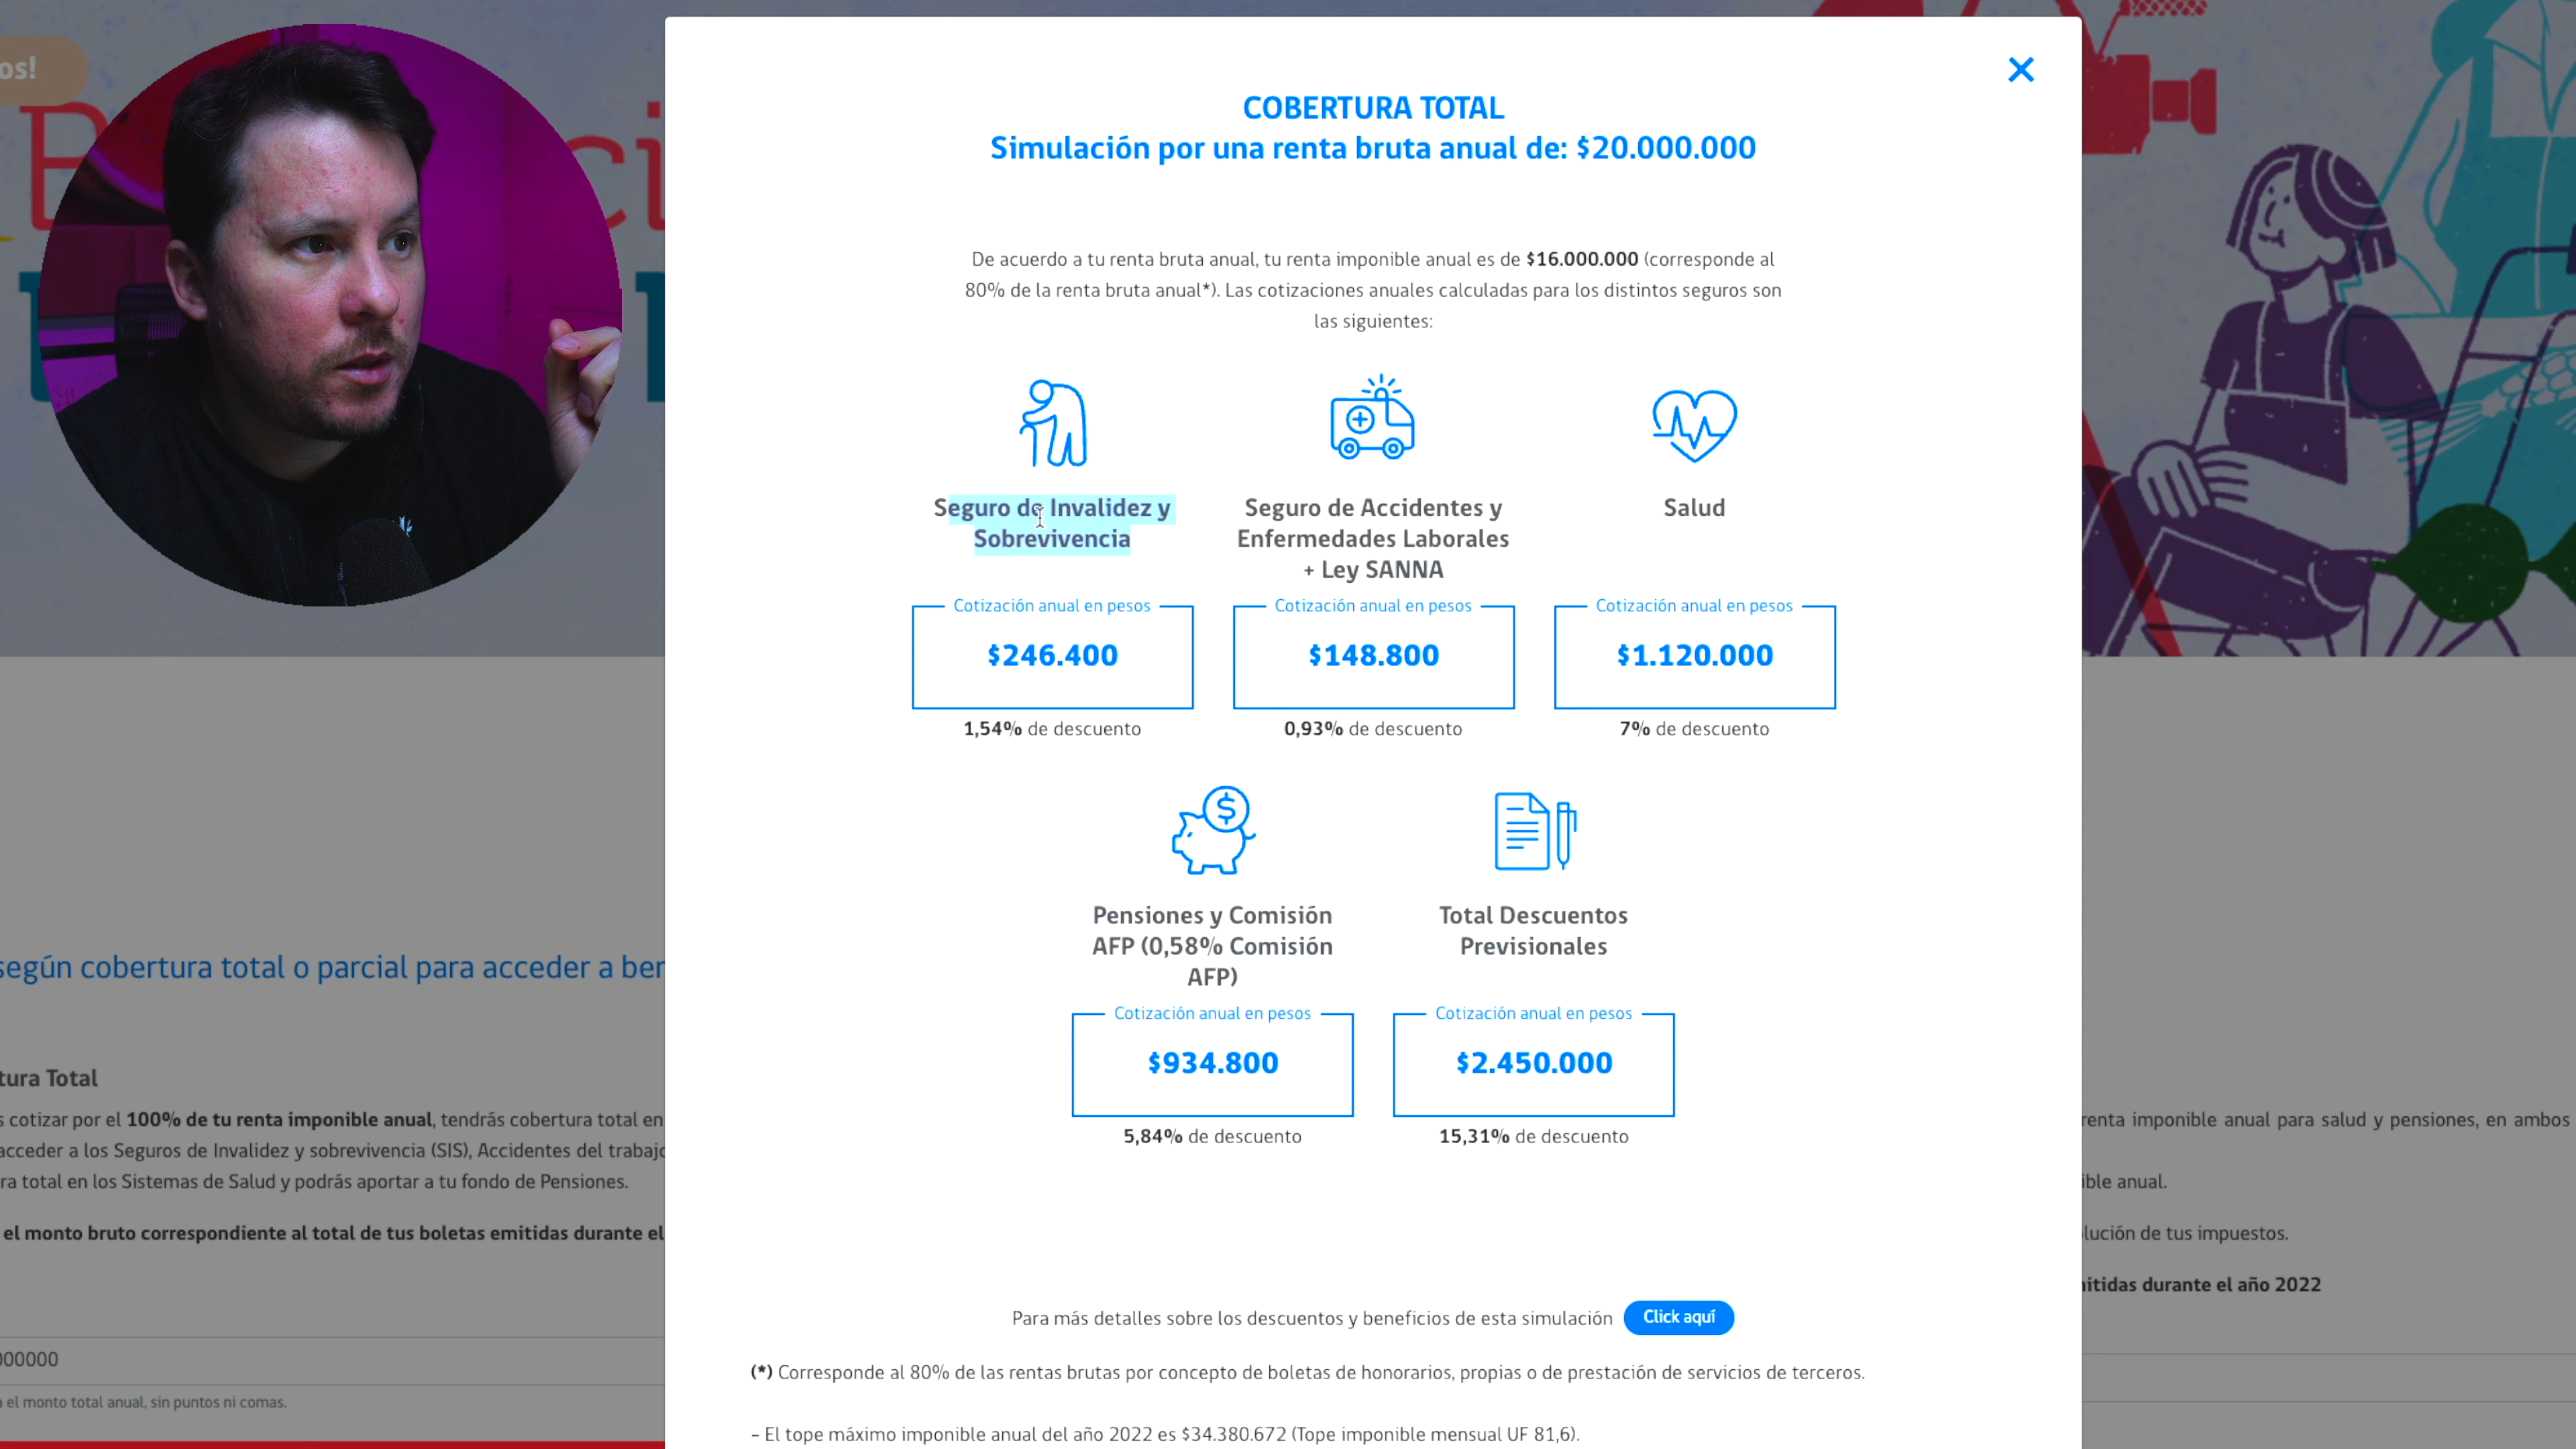 os!
COBERTURA TOTAL
Simulación por una renta bruta anual de: $20.000.000
De acuerdo a tu renta bruta anual, tu renta imponible anual es de $16.000.000 (corresponde al
80% de la renta bruta anual*). Las cotizaciones anuales calculadas para los distintos seguros son
las siguientes:
Seguro de Invalidez y
Sobrevivencia
Cotización anual en pesos
$246.400
1,54% de descuento
Seguro de Accidentes y
Enfermedades Laborales
+ Ley SANNA
Cotización anual en pesos
$148.800
0,93% de descuento
Salud
Cotización anual en pesos
$1.120.000
7% de descuento
Pensiones y Comisión
AFP (0,58% Comisión
AFP)
Cotización anual en pesos
$934.800
5,84% de descuento
Total Descuentos
Previsionales
Cotización anual en pesos
$2.450.000
15,31% de descuento
Para más detalles sobre los descuentos y beneficios de esta simulación Click aquí
(*) Corresponde al 80% de las rentas brutas por concepto de boletas de honorarios, propias o de prestación de servicios de terceros.
– El tope máximo imponible anual del año 2022 es $34.380.672 (Tope imponible mensual UF 81,6).
según cobertura total o parcial para acceder a ber
tura Total
s cotizar por el 100% de tu renta imponible anual, tendrás cobertura total en
acceder a los Seguros de Invalidez y sobrevivencia (SIS), Accidentes del trabajo
ra total en los Sistemas de Salud y podrás aportar a tu fondo de Pensiones.
el monto bruto correspondiente al total de tus boletas emitidas durante el
000000
el monto total anual, sin puntos ni comas.
renta imponible anual para salud y pensiones, en ambos
ible anual.
lución de tus impuestos.
nitidas durante el año 2022